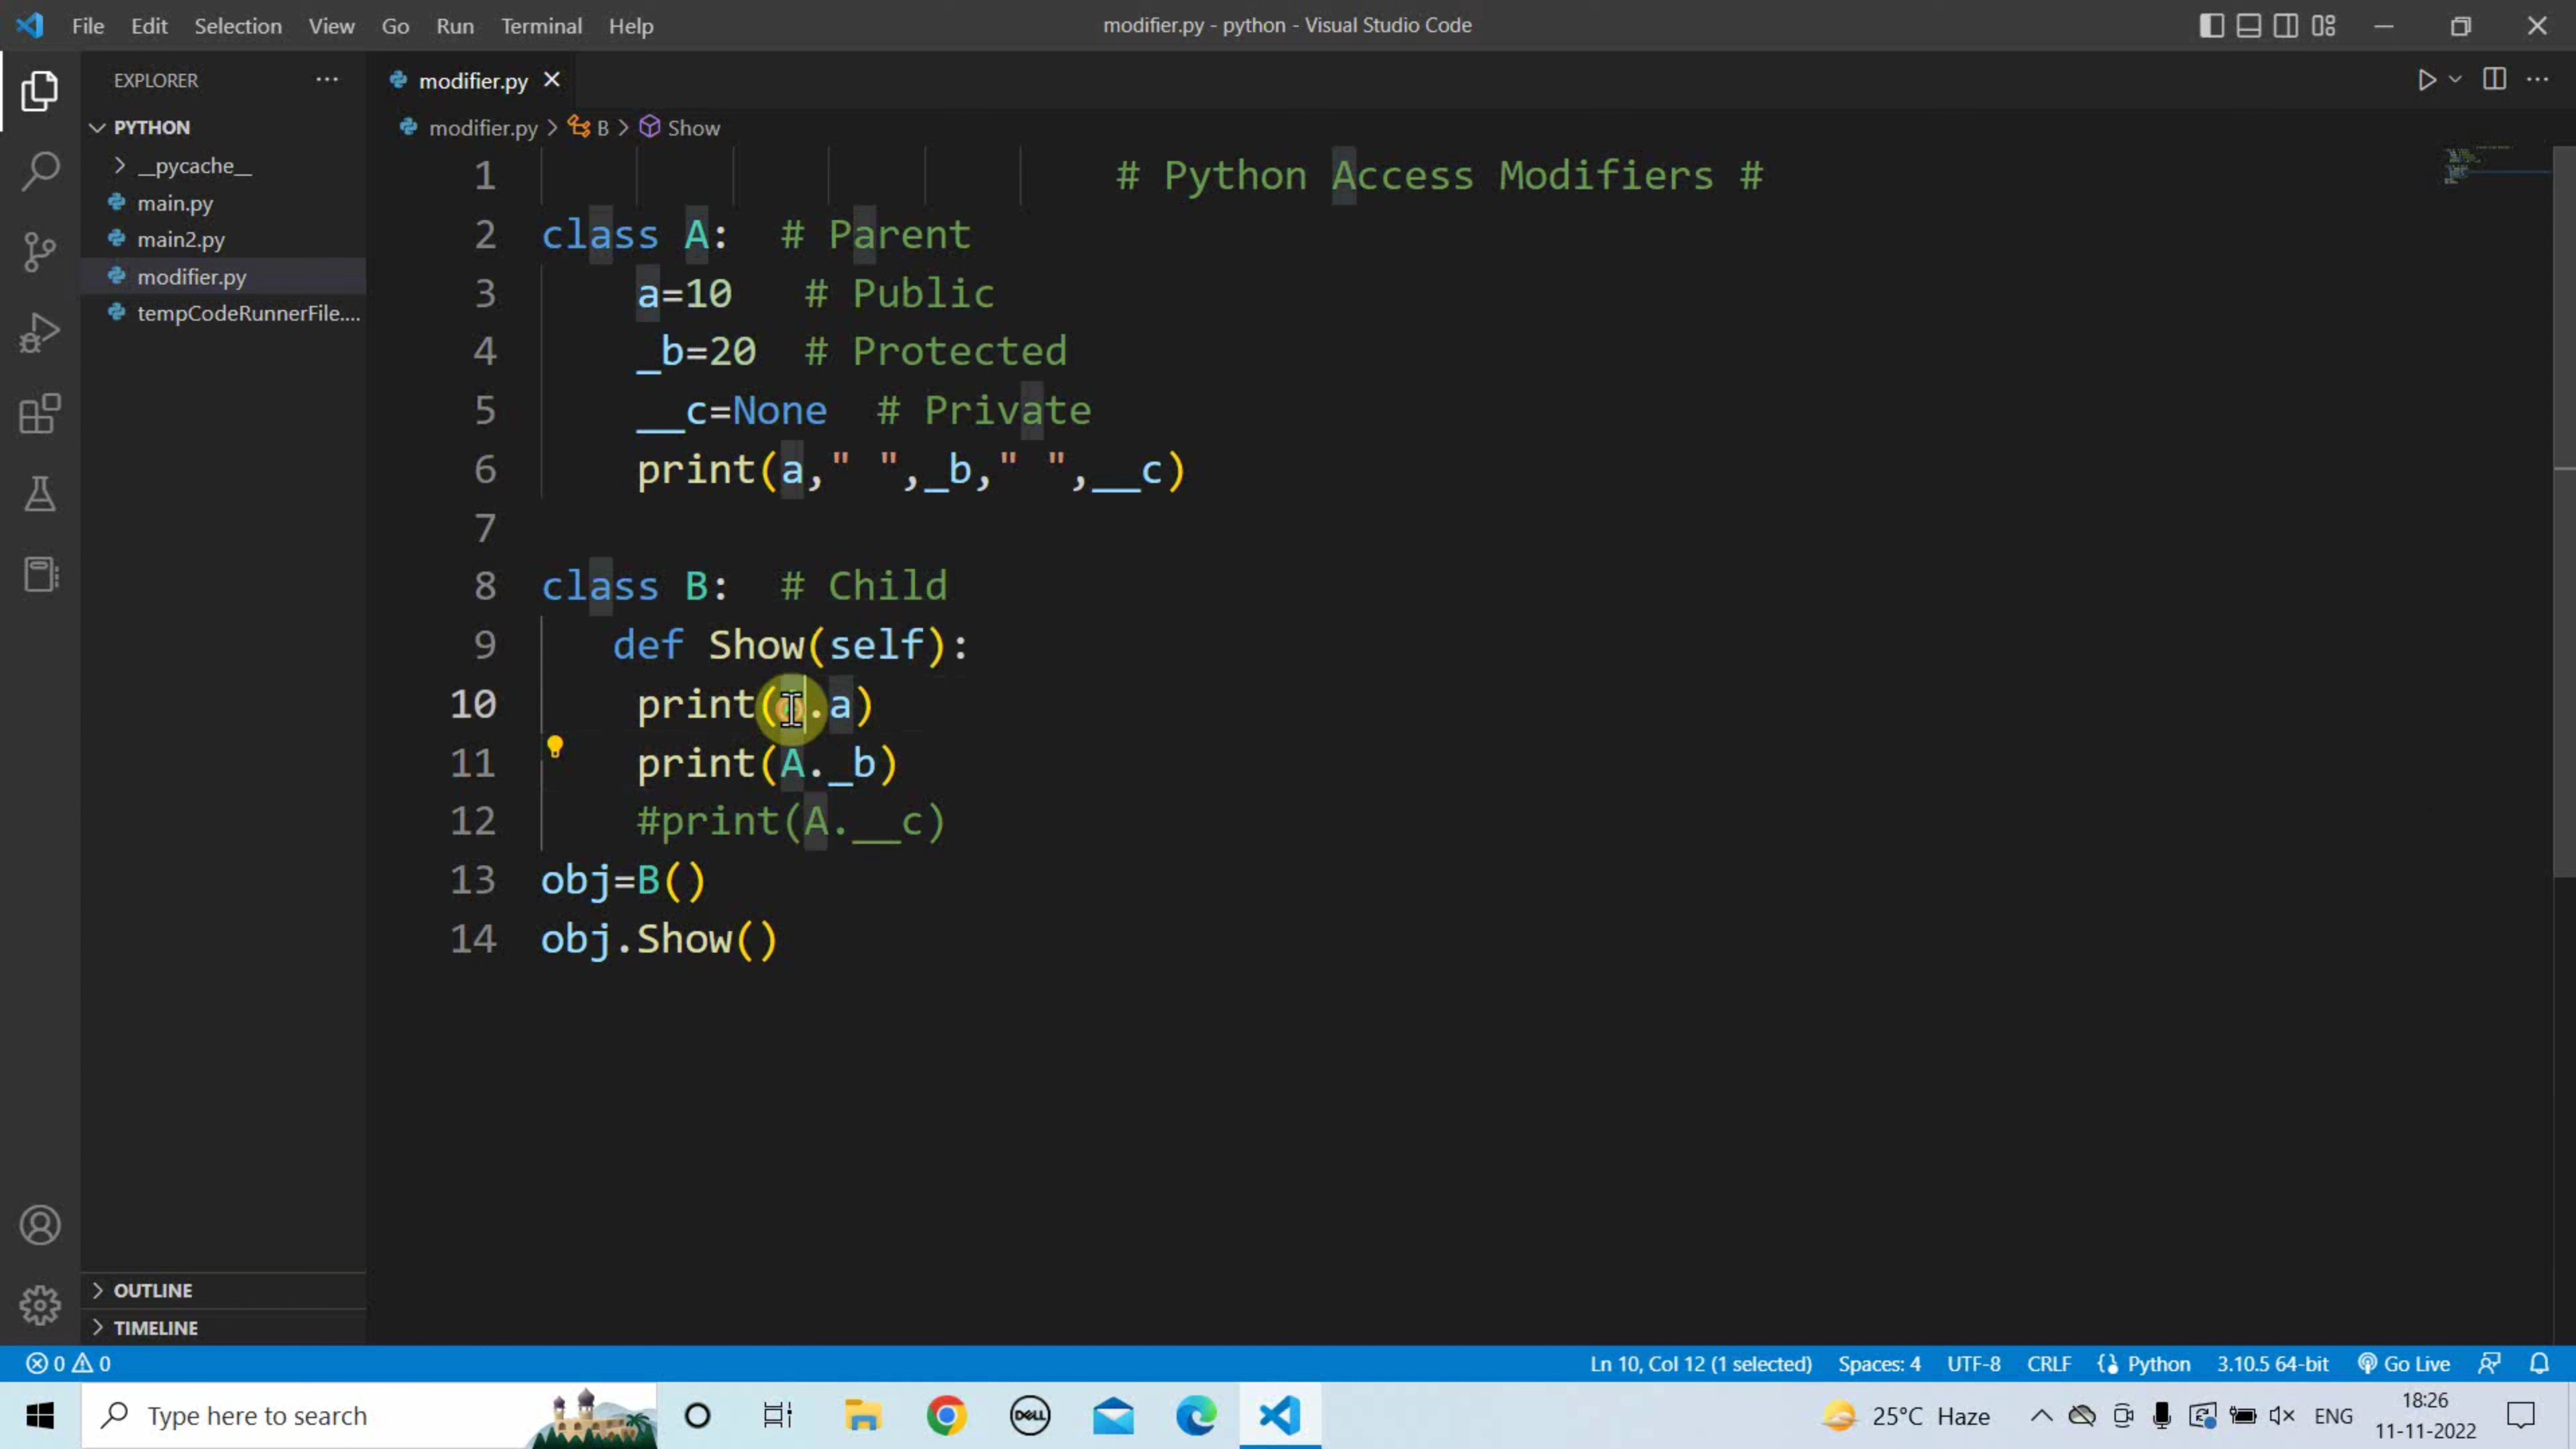 File Edit Selection View Go Run Terminal Help
modifier.py - python - Visual Studio Code
EXPLORER
modifier.py
PYTHON
modifier.py > B > Show
__pycache__
main.py
main2.py
modifier.py
tempCodeRunnerFile....
1 # Python Access Modifiers #
2 class A: # Parent
3 a=10 # Public
4 _b=20 # Protected
5 __c=None # Private
6 print(a," ",_b," ",__c)
7
8 class B: # Child
9 def Show(self):
10 print(A.a)
11 print(A._b)
12 #print(A.__c)
13 obj=B()
14 obj.Show()
OUTLINE
TIMELINE
0 0 Ln 10, Col 12 (1 selected) Spaces: 4 UTF-8 CRLF Python 3.10.5 64-bit Go Live
Type here to search
DELL
25°C Haze
ENG
18:26
11-11-2022